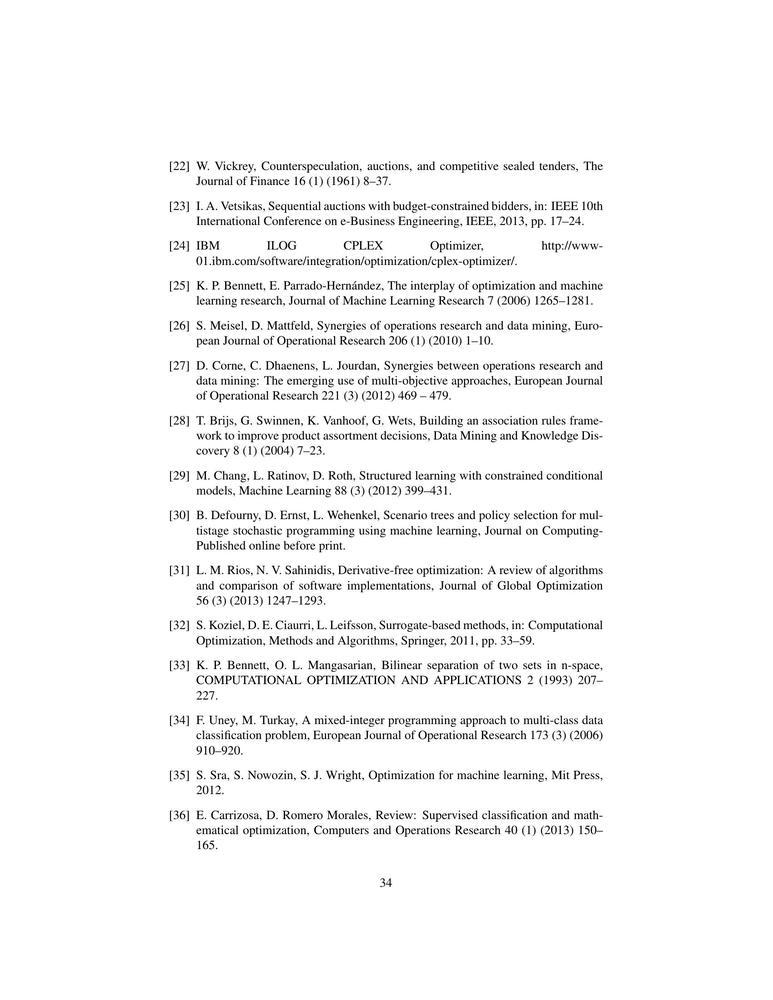 [22] W. Vickrey, Counterspeculation, auctions, and competitive sealed tenders, The
Journal of Finance 16 (1) (1961) 8–37.
[23] I. A. Vetsikas, Sequential auctions with budget-constrained bidders, in: IEEE 10th
International Conference on e-Business Engineering, IEEE, 2013, pp. 17–24.
[24] IBM ILOG CPLEX Optimizer, http://www-
01.ibm.com/software/integration/optimization/cplex-optimizer/.
[25] K. P. Bennett, E. Parrado-Hernández, The interplay of optimization and machine
learning research, Journal of Machine Learning Research 7 (2006) 1265–1281.
[26] S. Meisel, D. Mattfeld, Synergies of operations research and data mining, Euro-
pean Journal of Operational Research 206 (1) (2010) 1–10.
[27] D. Corne, C. Dhaenens, L. Jourdan, Synergies between operations research and
data mining: The emerging use of multi-objective approaches, European Journal
of Operational Research 221 (3) (2012) 469 – 479.
[28] T. Brijs, G. Swinnen, K. Vanhoof, G. Wets, Building an association rules frame-
work to improve product assortment decisions, Data Mining and Knowledge Dis-
covery 8 (1) (2004) 7–23.
[29] M. Chang, L. Ratinov, D. Roth, Structured learning with constrained conditional
models, Machine Learning 88 (3) (2012) 399–431.
[30] B. Defourny, D. Ernst, L. Wehenkel, Scenario trees and policy selection for mul-
tistage stochastic programming using machine learning, Journal on Computing-
Published online before print.
[31] L. M. Rios, N. V. Sahinidis, Derivative-free optimization: A review of algorithms
and comparison of software implementations, Journal of Global Optimization
56 (3) (2013) 1247–1293.
[32] S. Koziel, D. E. Ciaurri, L. Leifsson, Surrogate-based methods, in: Computational
Optimization, Methods and Algorithms, Springer, 2011, pp. 33–59.
[33] K. P. Bennett, O. L. Mangasarian, Bilinear separation of two sets in n-space,
COMPUTATIONAL OPTIMIZATION AND APPLICATIONS 2 (1993) 207–
227.
[34] F. Uney, M. Turkay, A mixed-integer programming approach to multi-class data
classification problem, European Journal of Operational Research 173 (3) (2006)
910–920.
[35] S. Sra, S. Nowozin, S. J. Wright, Optimization for machine learning, Mit Press,
2012.
[36] E. Carrizosa, D. Romero Morales, Review: Supervised classification and math-
ematical optimization, Computers and Operations Research 40 (1) (2013) 150–
165.
34